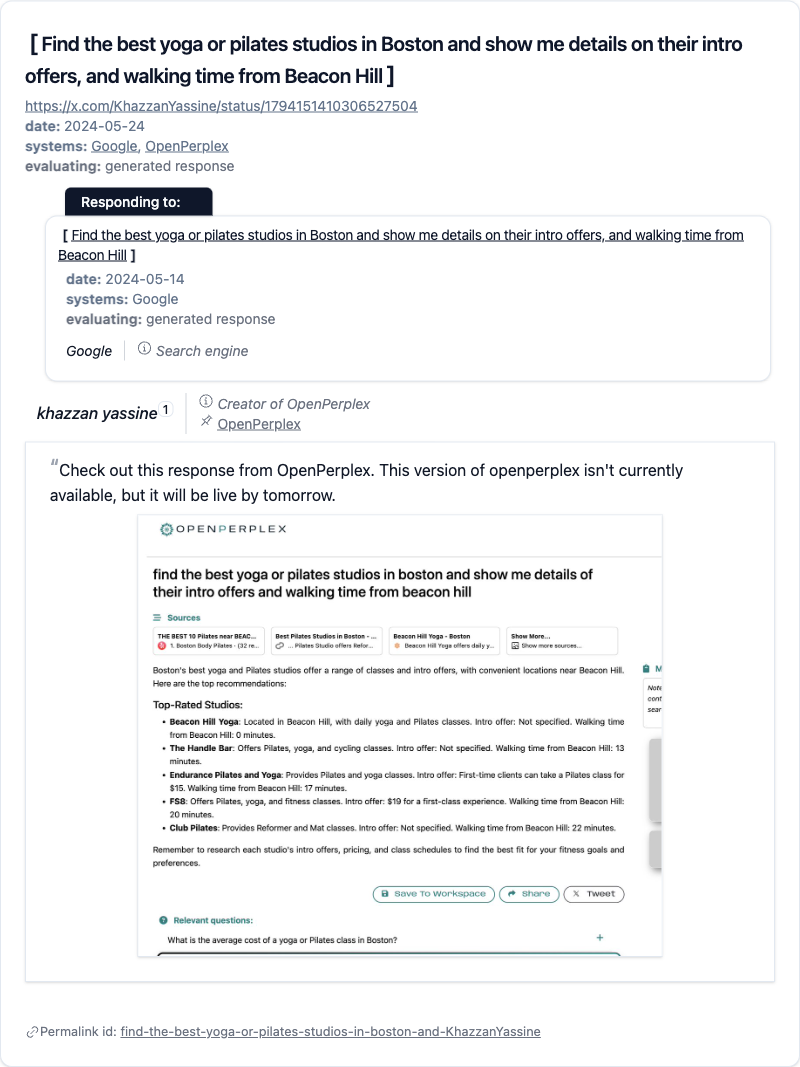 [ Find the best yoga or pilates studios in Boston and show me details on their intro
offers, and walking time from Beacon Hill ]
https://x.com/KhazzanYassine/status/1794151410306527504
date: 2024-05-24
systems: Google, OpenPerplex
evaluating: generated response
Responding to:
[ Find the best yoga or pilates studios in Boston and show me details on their intro offers, and walking time from
Beacon Hill ]
date: 2024-05-14
systems: Google
evaluating: generated response
Google
Search engine
khazzan yassine 1
Creator of OpenPerplex
OpenPerplex
“Check out this response from OpenPerplex. This version of openperplex isn't currently
available, but it will be live by tomorrow.
OPENPERPLEX
find the best yoga or pilates studios in boston and show me details of
their intro offers and walking time from beacon hill
Sources
THE BEST 10 Pilates near BEAC...
1. Boston Body Pilates · (32 re...
Best Pilates Studios in Boston - ...
... Pilates Studio offers Refor...
Beacon Hill Yoga - Boston
Beacon Hill Yoga offers daily y...
Show More...
Show more sources...
Boston's best yoga and Pilates studios offer a range of classes and intro offers, with convenient locations near Beacon Hill.
Here are the top recommendations:
M
Note
cont
sear
Top-Rated Studios:
• Beacon Hill Yoga: Located in Beacon Hill, with daily yoga and Pilates classes. Intro offer: Not specified. Walking time
from Beacon Hill: 0 minutes.
• The Handle Bar: Offers Pilates, yoga, and cycling classes. Intro offer: Not specified. Walking time from Beacon Hill: 13
minutes.
• Endurance Pilates and Yoga: Provides Pilates and yoga classes. Intro offer: First-time clients can take a Pilates class for
$15. Walking time from Beacon Hill: 17 minutes.
• FS8: Offers Pilates, yoga, and fitness classes. Intro offer: $19 for a first-class experience. Walking time from Beacon Hill:
20 minutes.
• Club Pilates: Provides Reformer and Mat classes. Intro offer: Not specified. Walking time from Beacon Hill: 22 minutes.
Remember to research each studio's intro offers, pricing, and class schedules to find the best fit for your fitness goals and
preferences.
Save To Workspace
Share
Tweet
Relevant questions:
What is the average cost of a yoga or Pilates class in Boston?
+
Permalink id: find-the-best-yoga-or-pilates-studios-in-boston-and-KhazzanYassine